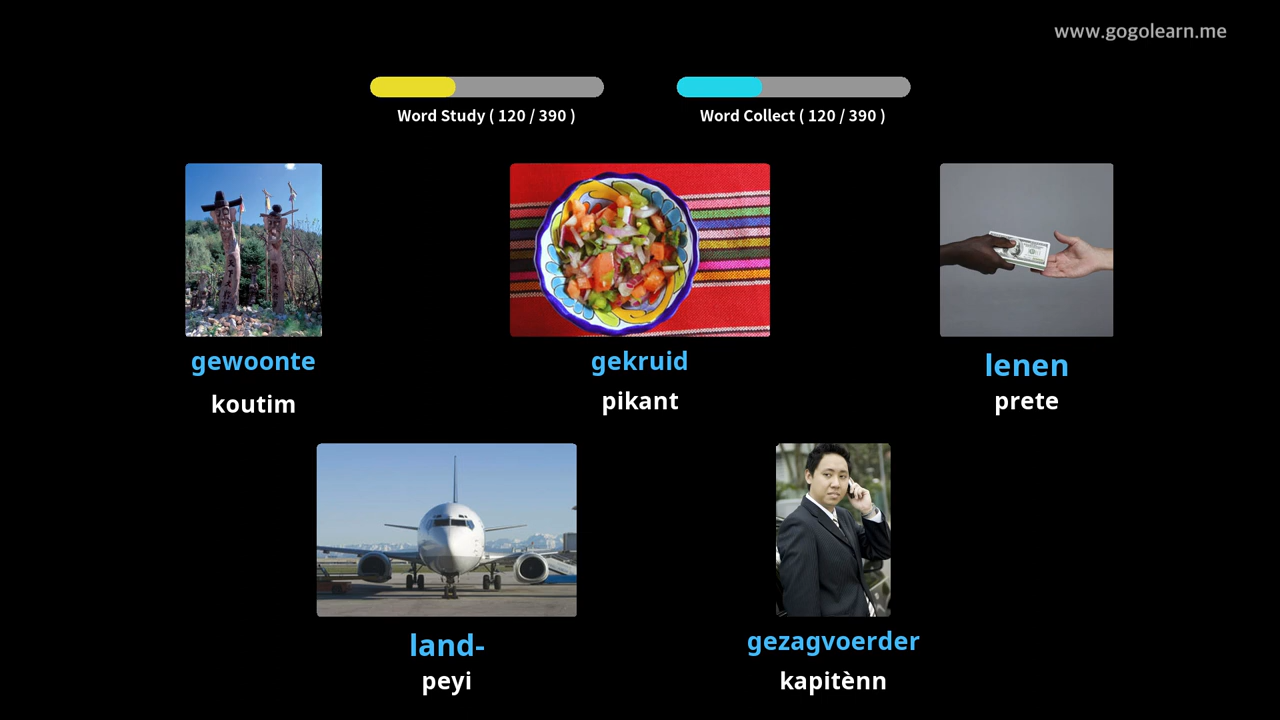 www.gogolearn.me
Word Study ( 120 / 390 )
Word Collect ( 120 / 390 )
gewoonte
koutim
gekruid
pikant
lenen
prete
land-
peyi
gezagvoerder
kapitènn